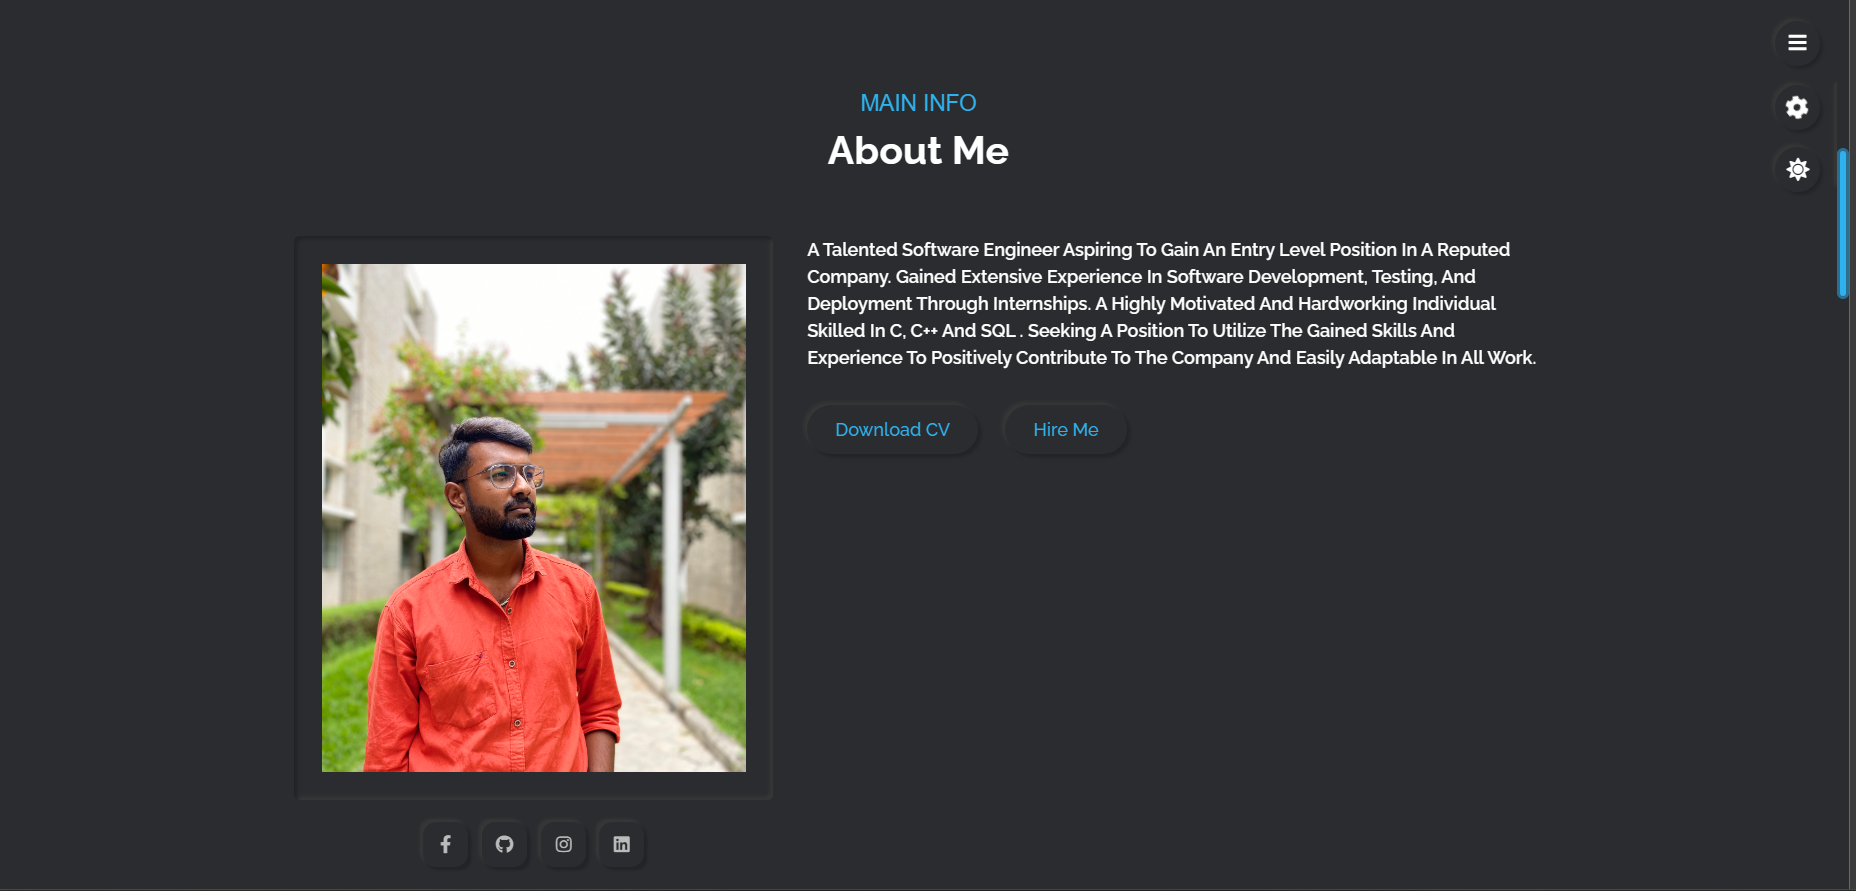 MAIN INFO
About Me
A Talented Software Engineer Aspiring To Gain An Entry Level Position In A Reputed
Company. Gained Extensive Experience In Software Development, Testing, And
Deployment Through Internships. A Highly Motivated And Hardworking Individual
Skilled In C, C++ And SQL . Seeking A Position To Utilize The Gained Skills And
Experience To Positively Contribute To The Company And Easily Adaptable In All Work.
Download CV
Hire Me